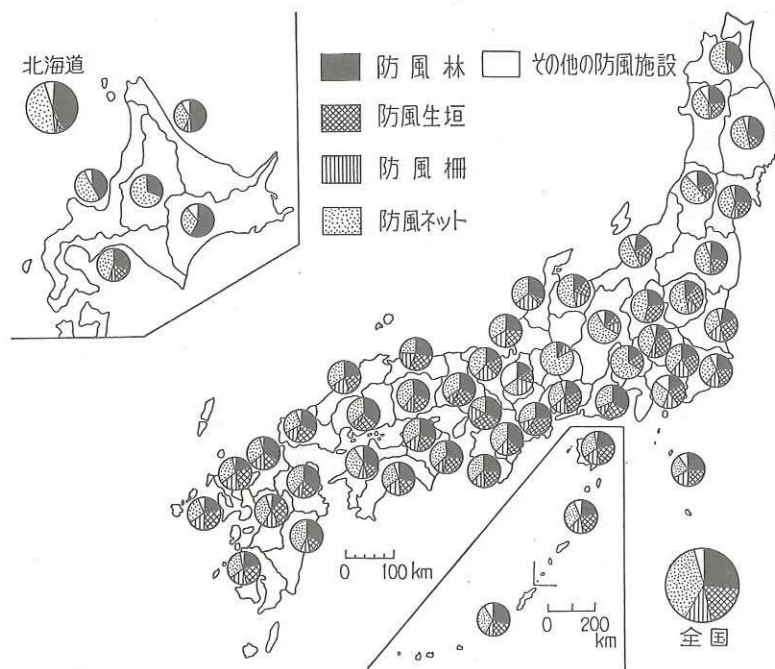 北海道
防風林
その他の防風施設
防風生垣
防風柵
防風ネット
0 100 km
0 200
km
全国